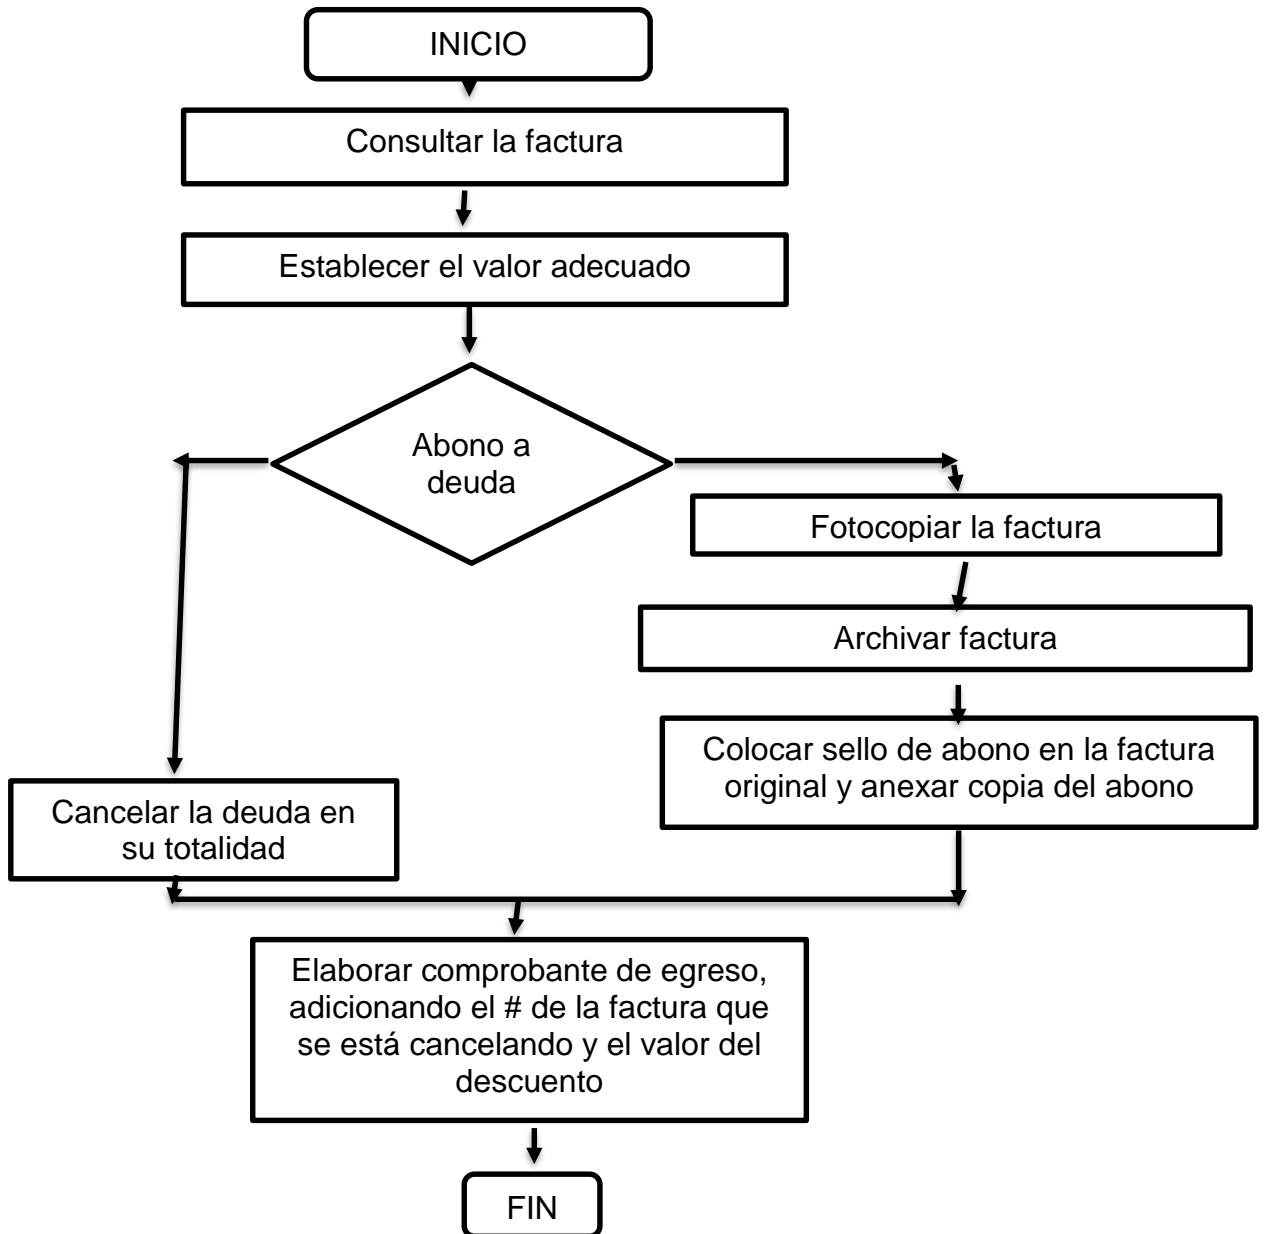 INICIO
Consultar la factura
Establecer el valor adecuado
Abono a
deuda
Fotocopiar la factura
Archivar factura
Colocar sello de abono en la factura
original y anexar copia del abono
Cancelar la deuda en
su totalidad
Elaborar comprobante de egreso,
adicionando el # de la factura que
se está cancelando y el valor del
descuento
FIN